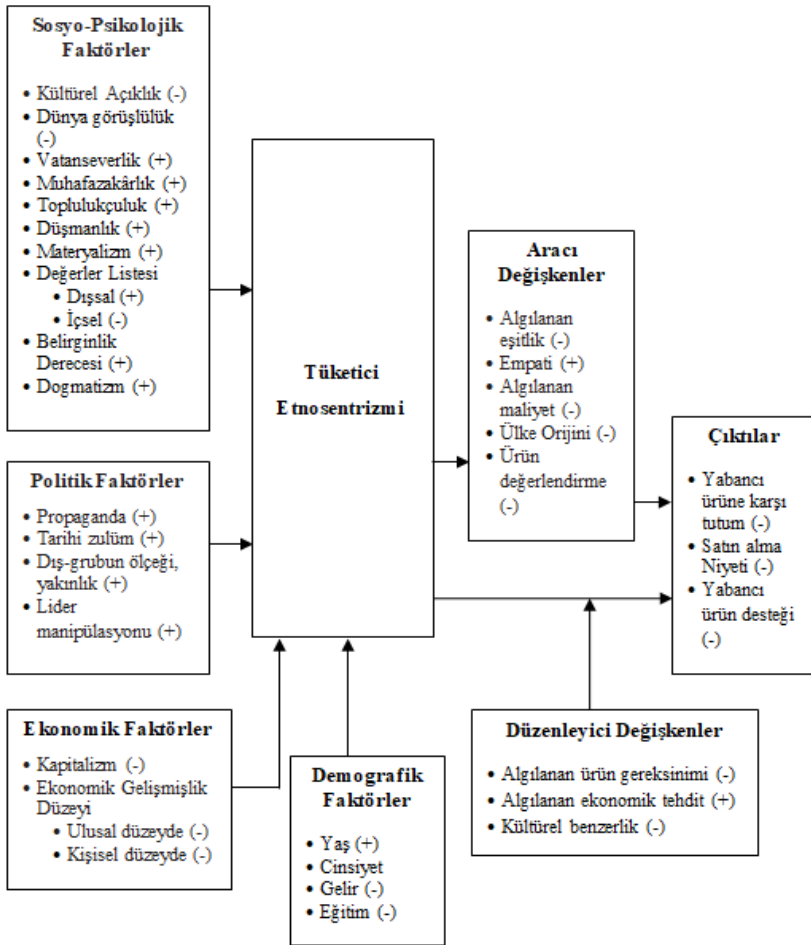 Sosyo-Psikolojik
Faktörler
• Kültürel Açıklık (-)
• Dünya görüşlülük
(-)
• Vatanseverlik (+)
• Muhafazakârlık (+)
• Toplulukçuluk (+)
• Düşmanlık (+)
• Materyalizm (+)
• Değerler Listesi
• Dışsal (+)
• İçsel (-)
• Belirginlik
Derecesi (+)
• Dogmatizm (+)
Politik Faktörler
• Propaganda (+)
• Tarihi zulüm (+)
• Dış-grubun ölçeği,
yakınlık (+)
• Lider
manipülasyonu (+)
Ekonomik Faktörler
• Kapitalizm (-)
• Ekonomik Gelişmişlik
Düzeyi
• Ulusal düzeyde (-)
• Kişisel düzeyde (-)
Demografik
Faktörler
• Yaş (+)
• Cinsiyet
• Gelir (-)
• Eğitim (-)
Tüketici
Etnosentrizmi
Aracı
Değişkenler
• Algılanan
eşitlik (-)
• Empati (+)
• Algılanan
maliyet (-)
• Ülke Orijini (-)
• Ürün
değerlendirme
(-)
Düzenleyici Değişkenler
• Algılanan ürün gereksinimi (-)
• Algılanan ekonomik tehdit (+)
• Kültürel benzerlik (-)
Çıktılar
• Yabancı
ürüne karşı
tutum (-)
• Satın alma
Niyeti (-)
• Yabancı
ürün desteği
(-)